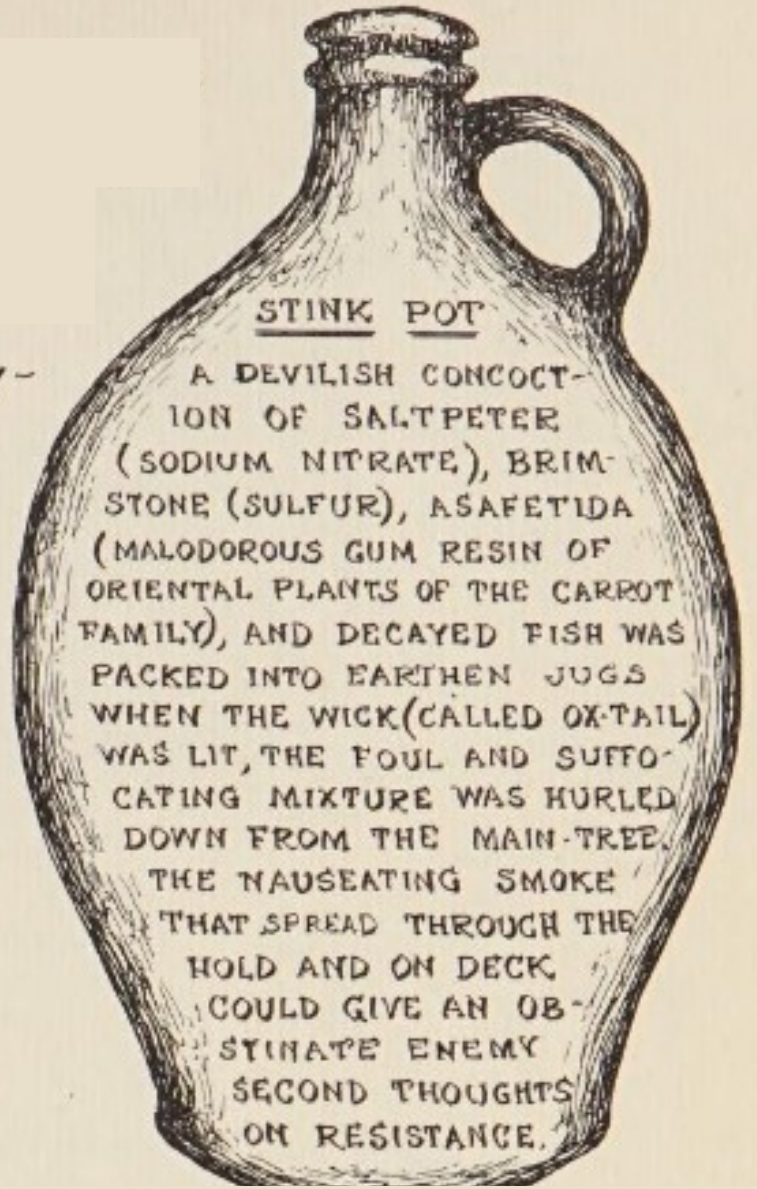 STINK POT
A DEVILISH CONCOCT-
ION OF SALTPETER
(SODIUM NITRATE), BRIM-
STONE (SULFUR), ASAFETIDA
(MALODOROUS GUM RESIN OF
ORIENTAL PLANTS OF THE CARROT
FAMILY), AND DECAYED FISH WAS
PACKED INTO EARTHEN JUGS
WHEN THE WICK (CALLED OX-TAIL)
WAS LIT, THE FOUL AND SUFFO-
CATING MIXTURE WAS HURLED
DOWN FROM THE MAIN-TREE.
THE NAUSEATING SMOKE
THAT SPREAD THROUGH THE
HOLD AND ON DECK
COULD GIVE AN OB-
STINATE ENEMY
SECOND THOUGHTS
ON RESISTANCE.